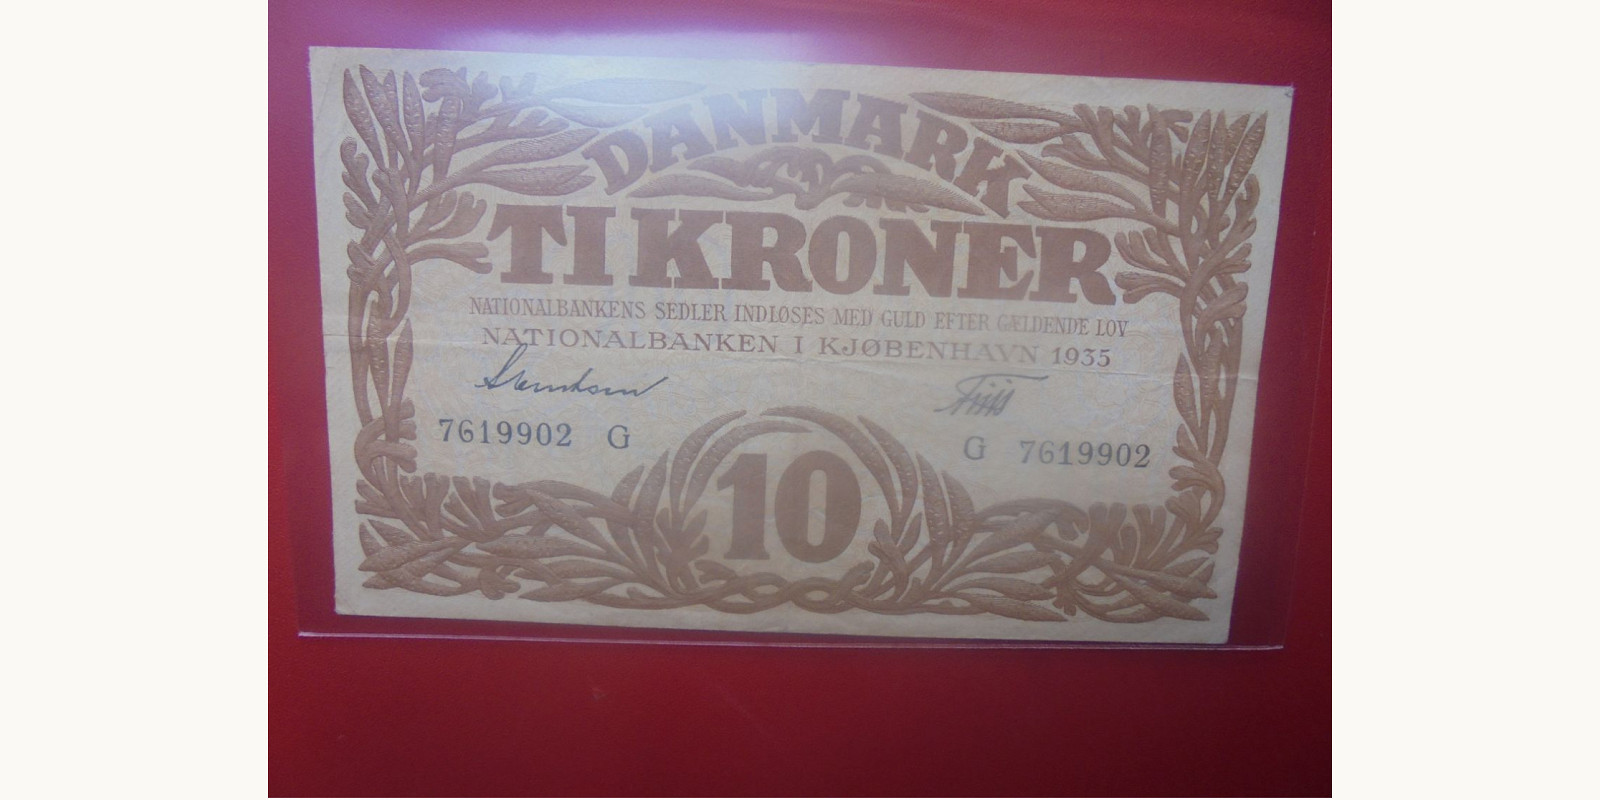 DANMARK
TI KRONER
NATIONALBANKENS SEDLER INDLØSES MED GULD EFTER GÆLDENDE LOV
NATIONALBANKEN I KJØBENHAVN 1935
7619902 G G 7619902
10